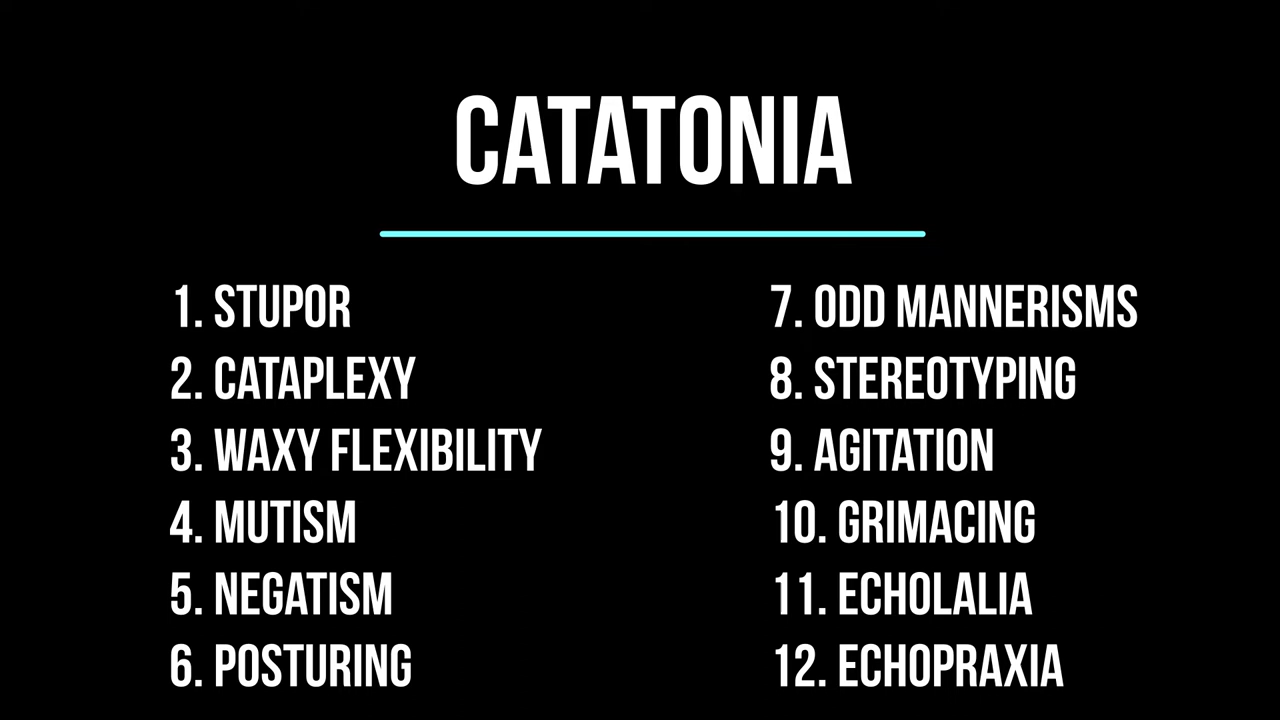 CATATONIA
1. STUPOR
2. CATAPLEXY
3. WAXY FLEXIBILITY
4. MUTISM
5. NEGATISM
6. POSTURING
7. ODD MANNERISMS
8. STEREOTYPING
9. AGITATION
10. GRIMACING
11. ECHOLALIA
12. ECHOPRAXIA